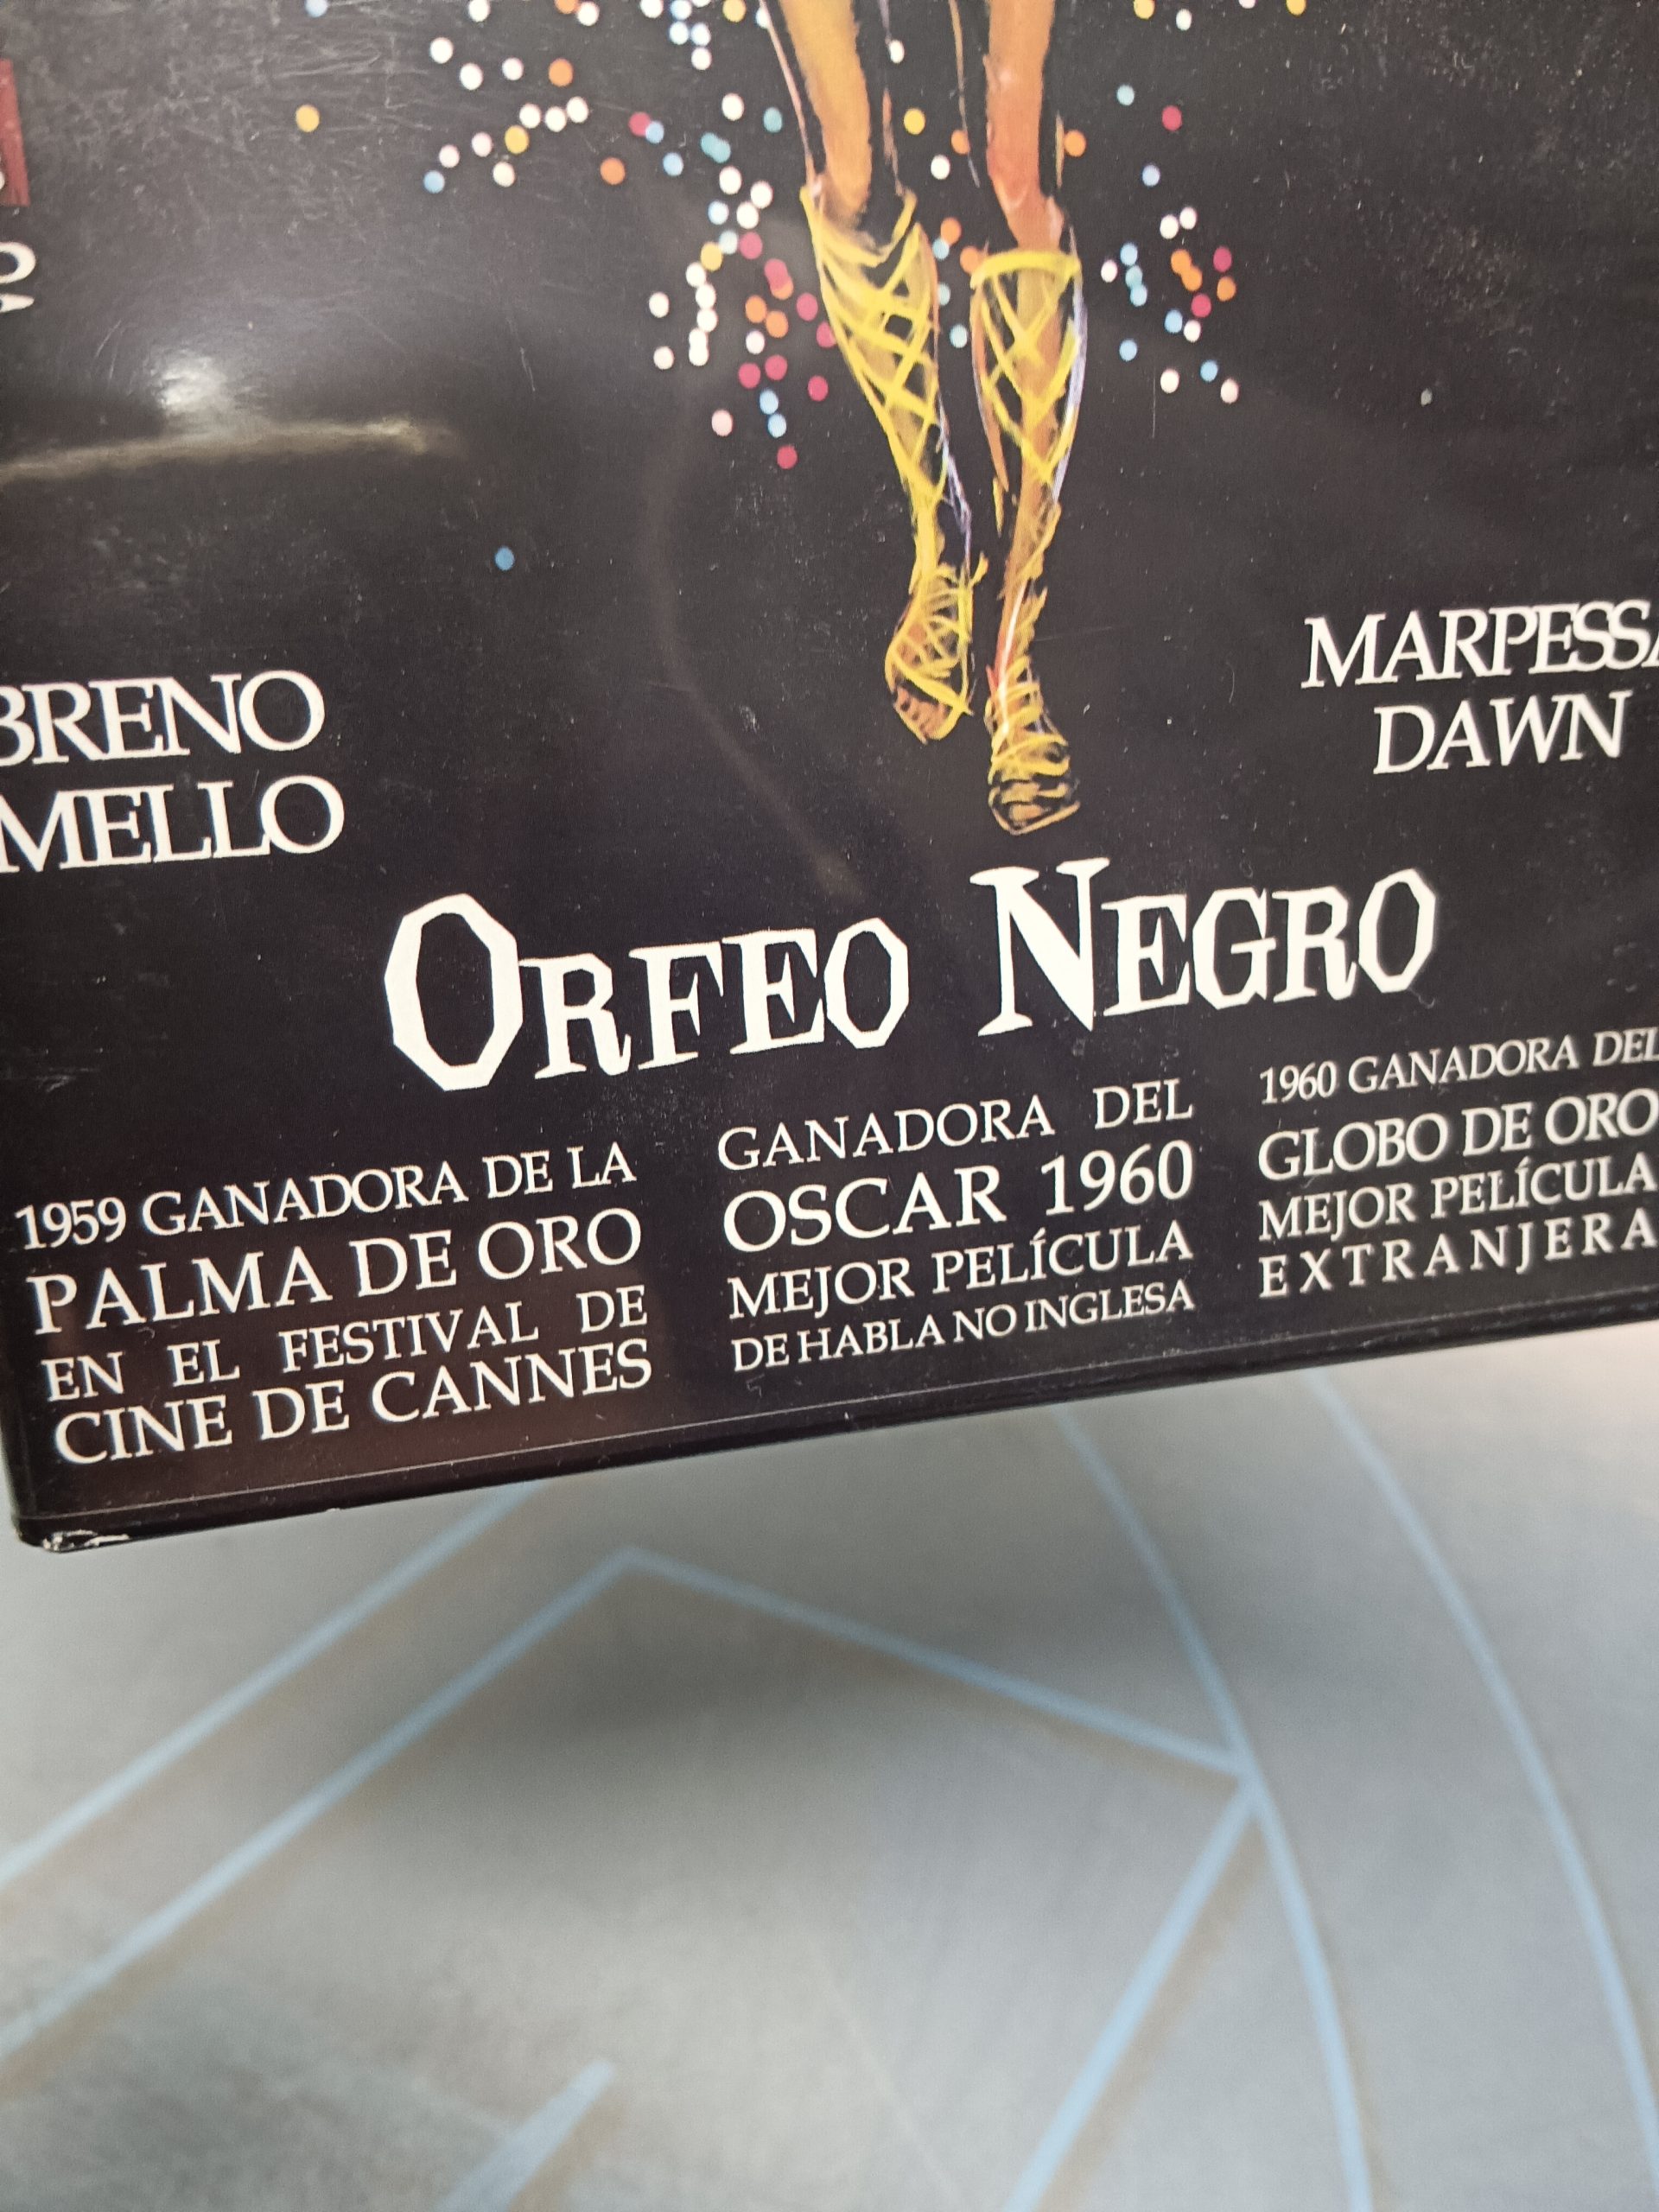 BRENO
MELLO
MARPESSA
DAWN
ORFEO NEGRO
1959 GANADORA DE LA
PALMA DE ORO
EN EL FESTIVAL DE
CINE DE CANNES
GANADORA DEL
OSCAR 1960
MEJOR PELÍCULA
DE HABLA NO INGLESA
1960 GANADORA DEL
GLOBO DE ORO
MEJOR PELÍCULA
EXTRANJERA